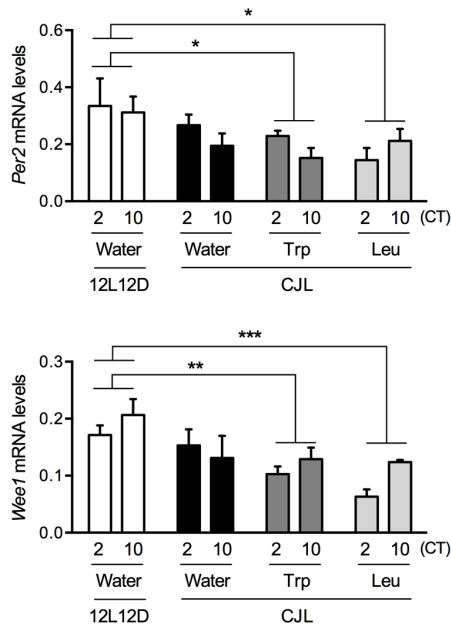 *
*
Per2 mRNA levels
0.6
0.4
0.2
0.0
2 10 2 10 2 10 2 10 (CT)
Water Water Trp Leu
12L12D CJL
***
**
Wee1 mRNA levels
0.3
0.2
0.1
0.0
2 10 2 10 2 10 2 10 (CT)
Water Water Trp Leu
12L12D CJL